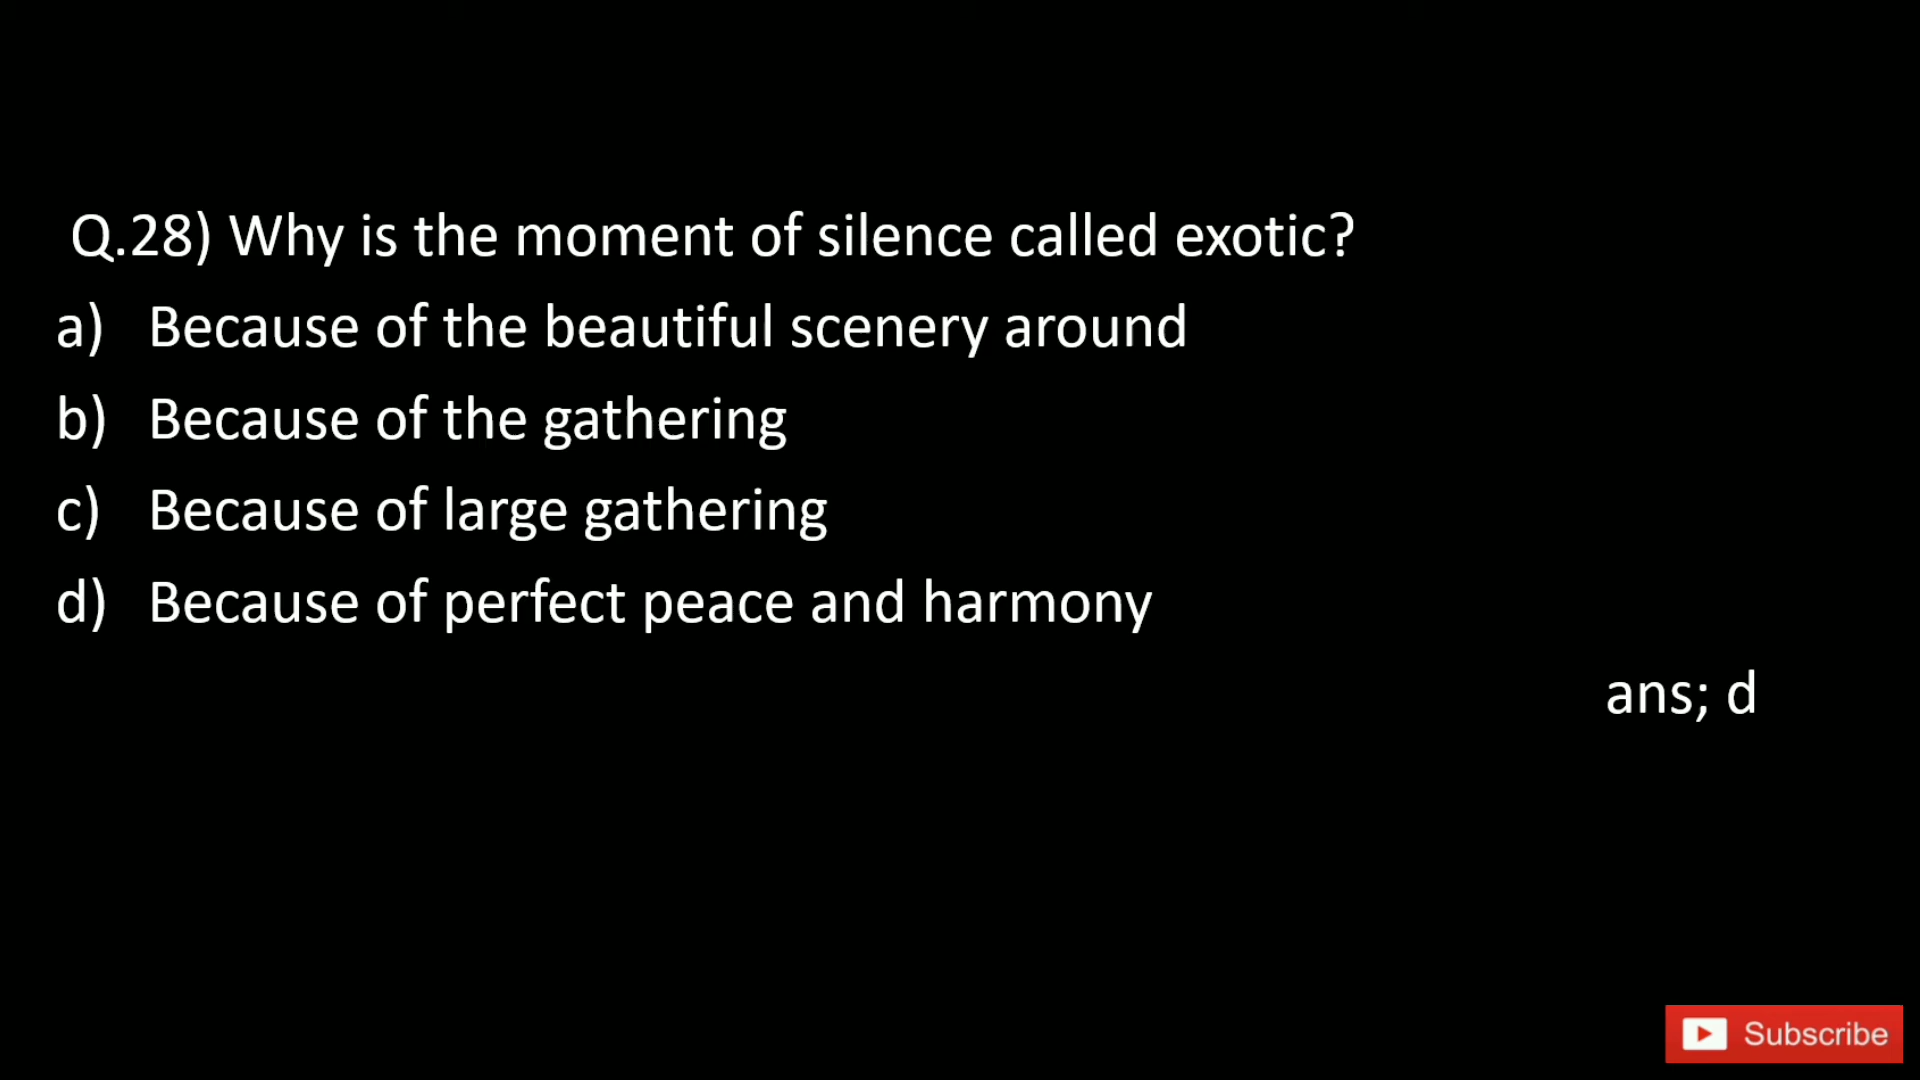 Q.28) Why is the moment of silence called exotic?
a) Because of the beautiful scenery around
b) Because of the gathering
c) Because of large gathering
d) Because of perfect peace and harmony
ans; d
Subscribe